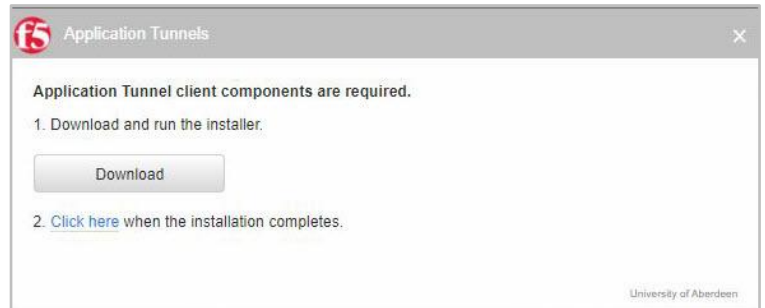 f5 Application Tunnels
Application Tunnel client components are required.
1. Download and run the installer.
Download
2. Click here when the installation completes.
University of Aberdeen